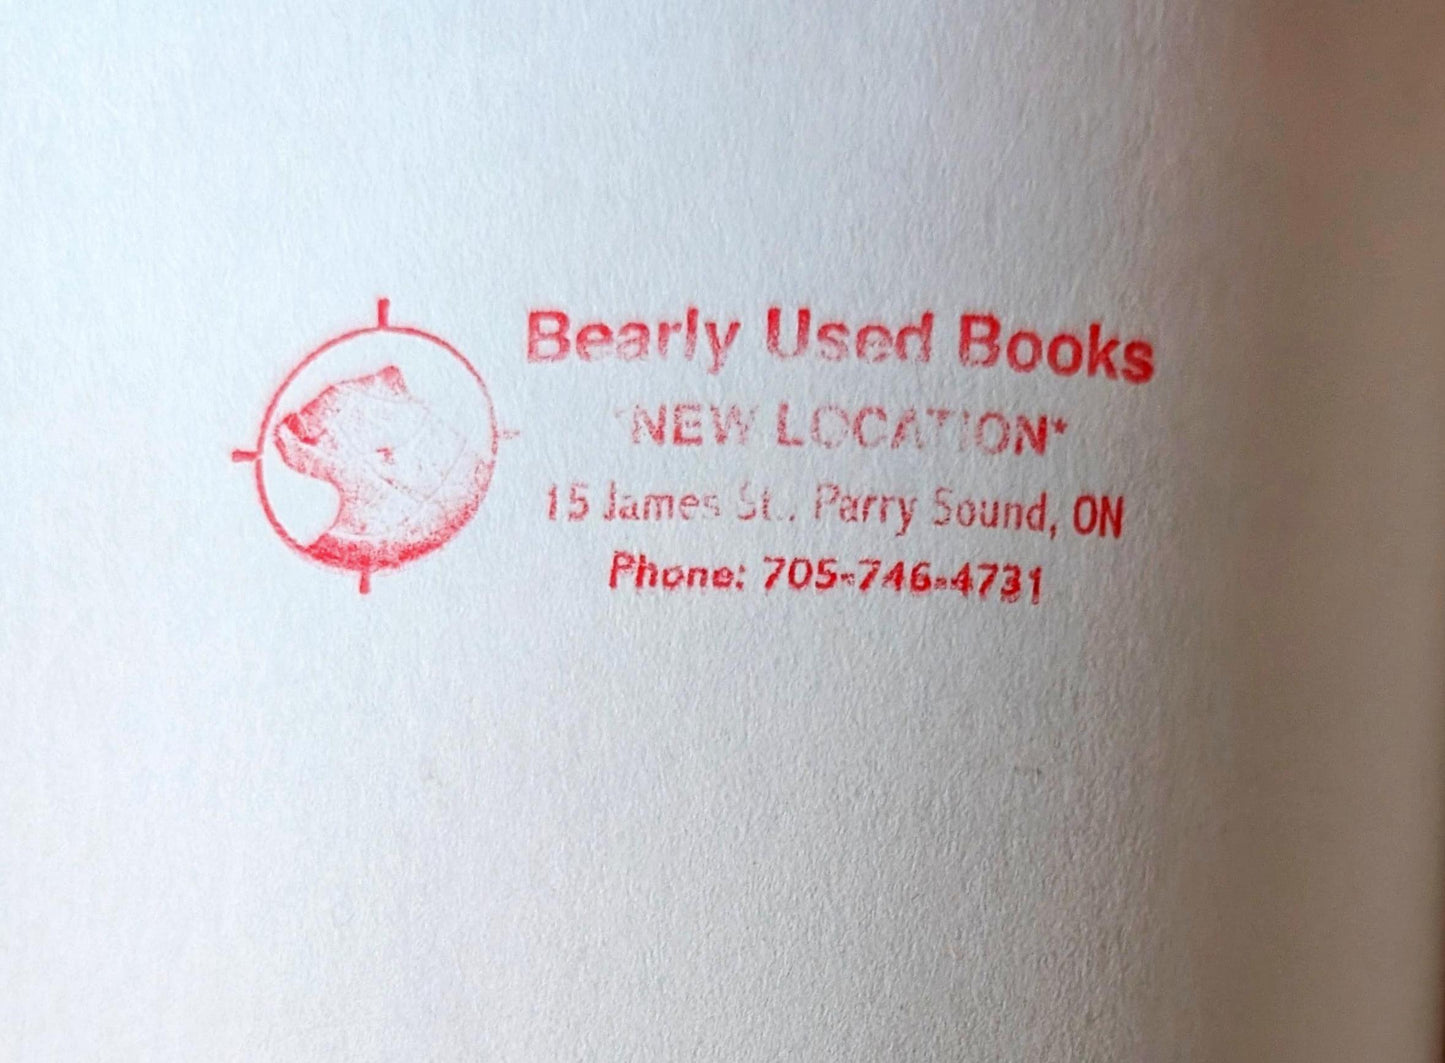 Bearly Used Books
*NEW LOCATION*
15 James St., Parry Sound, ON
Phone: 705-746-4731